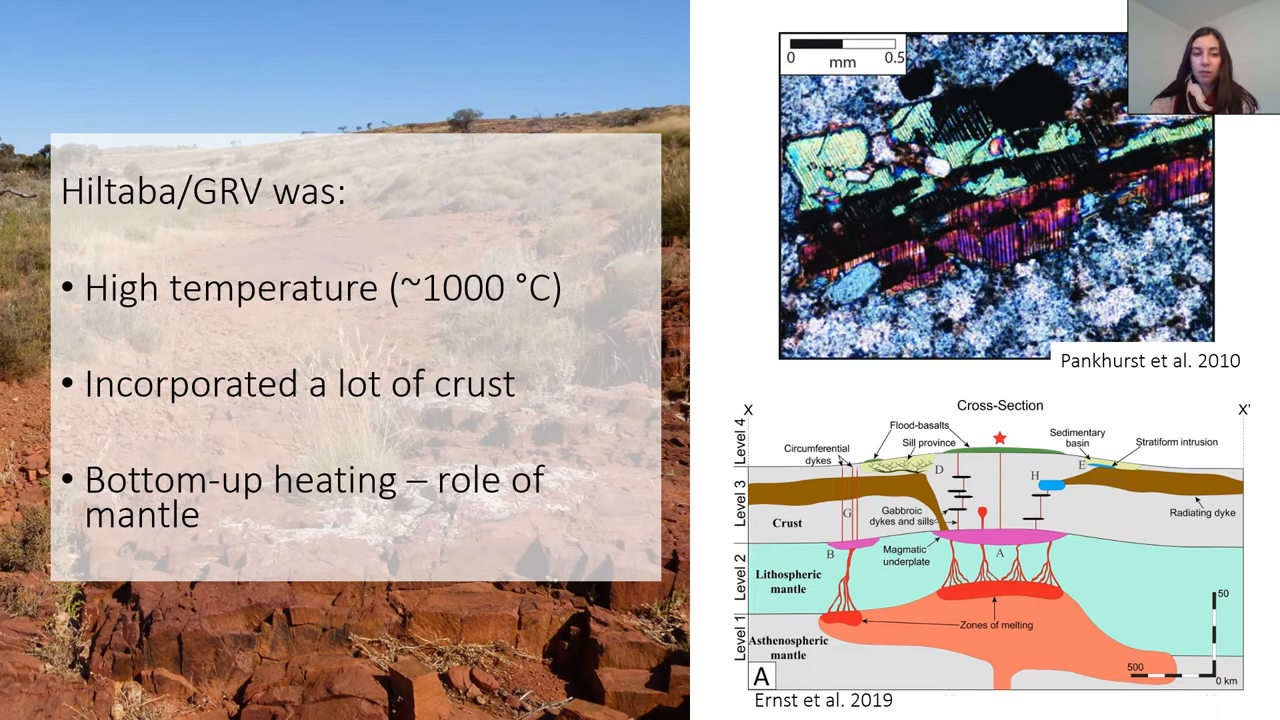 Hiltaba/GRV was:
• High temperature (~1000 °C)
• Incorporated a lot of crust
• Bottom-up heating – role of
mantle
0
0.5
mm
Pankhurst et al. 2010
Cross-Section
X
X'
Level 4
Level 3
Level 2
Level 1
Flood-basalts
Circumferential
dykes
Sill province
Sedimentary
basin
Stratiform intrusion
D
E
H
G
Gabbroic
dykes and sills
Radiating dyke
Crust
B
A
Magmatic
underplate
Lithospheric
mantle
Zones of melting
Asthenospheric
mantle
50
500
0 km
A
Ernst et al. 2019